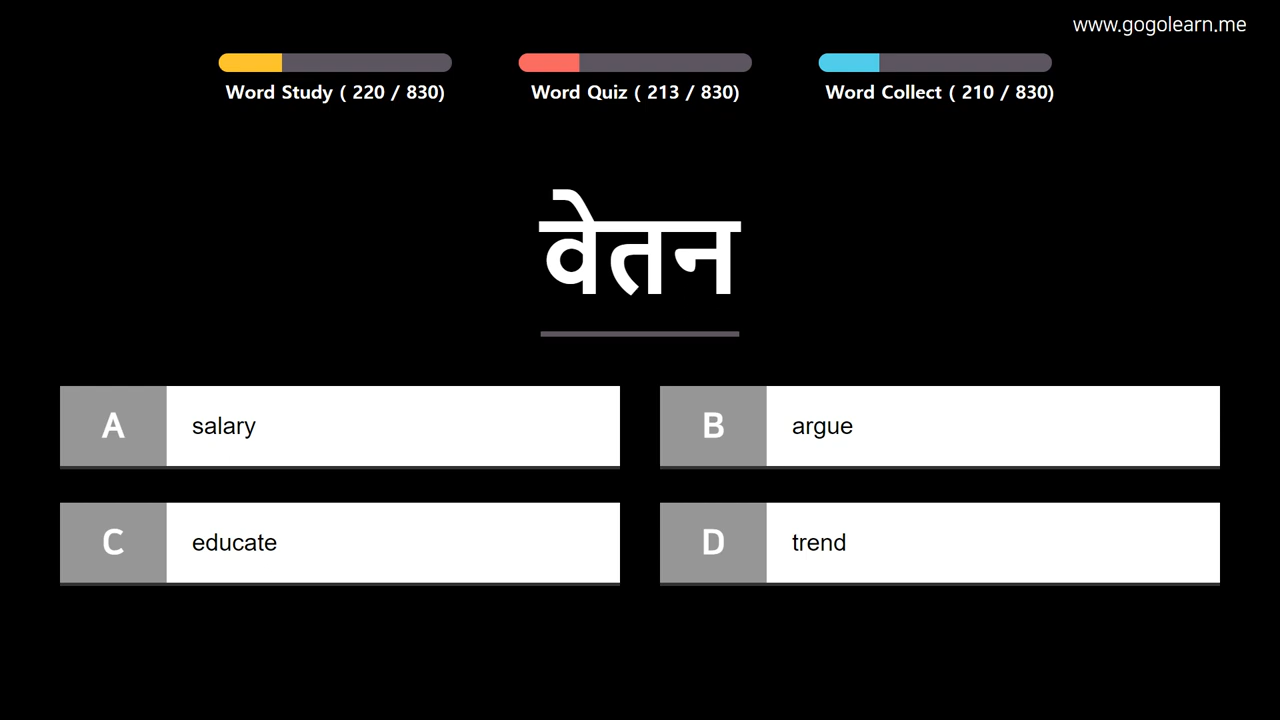 www.gogolearn.me
Word Study ( 220 / 830)
Word Quiz ( 213 / 830)
Word Collect ( 210 / 830)
वेतन
A salary
B argue
C educate
D trend